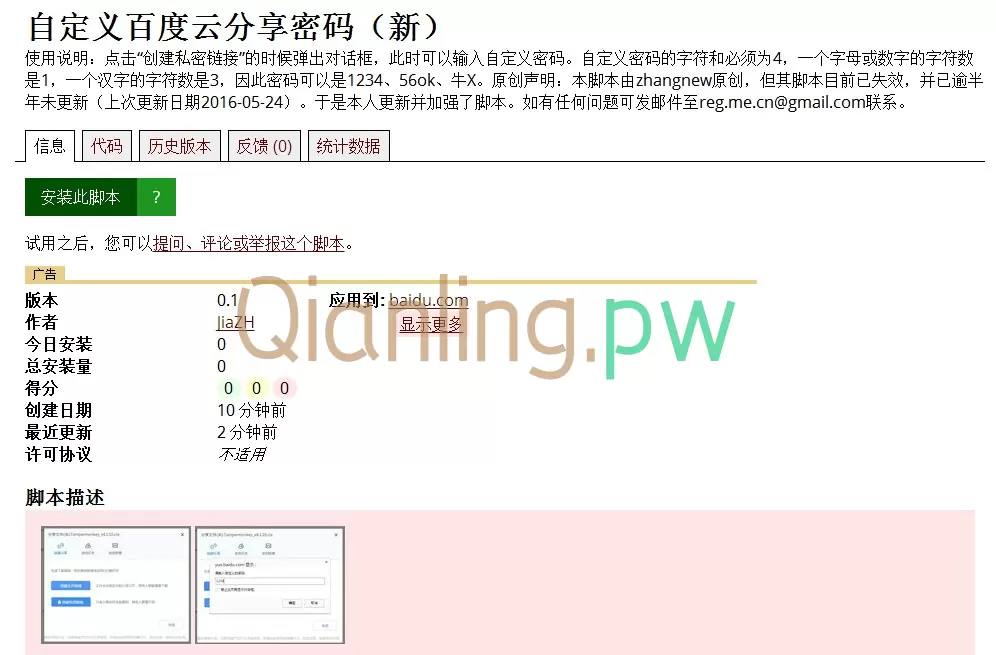 自定义百度云分享密码（新）
使用说明：点击“创建私密链接”的时候弹出对话框，此时可以输入自定义密码。自定义密码的字符和必须为4，一个字母或数字的字符数
是1，一个汉字的字符数是3，因此密码可以是1234、56ok、牛X。原创声明：本脚本由zhangnew原创，但其脚本目前已失效，并已逾半
年未更新（上次更新日期2016-05-24）。于是本人更新并加强了脚本。如有任何问题可发邮件至reg.me.cn@gmail.com联系。
信息 代码 历史版本 反馈 (0) 统计数据
安装此脚本 ?
试用之后，您可以提问、评论或举报这个脚本。
广告
版本 0.1 应用到: baidu.com
作者 JiaZH 显示更多
Qianling.pw
今日安装 0
总安装量 0
得分 0 0 0
创建日期 10 分钟前
最近更新 2 分钟前
许可协议 不适用
脚本描述
yun.baidu.com 显示: